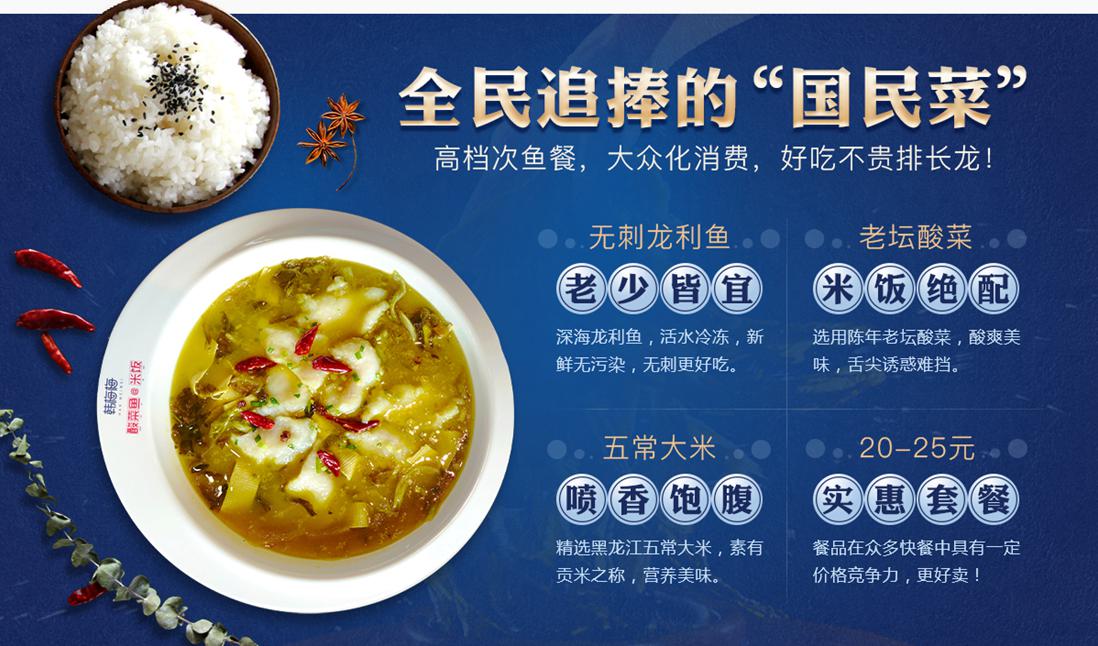 全民追捧的“国民菜”
高档次鱼餐，大众化消费，好吃不贵排长龙！
无刺龙利鱼
老少皆宜
深海龙利鱼，活水冷冻，新
鲜无污染，无刺更好吃。
老坛酸菜
米饭绝配
选用陈年老坛酸菜，酸爽美
味，舌尖诱惑难挡。
五常大米
喷香饱腹
精选黑龙江五常大米，素有
贡米之称，营养美味。
20-25元
实惠套餐
餐品在众多快餐中具有一定
价格竞争力，更好卖！
韩梅梅
HAN MEIMEI
酸菜鱼@米饭